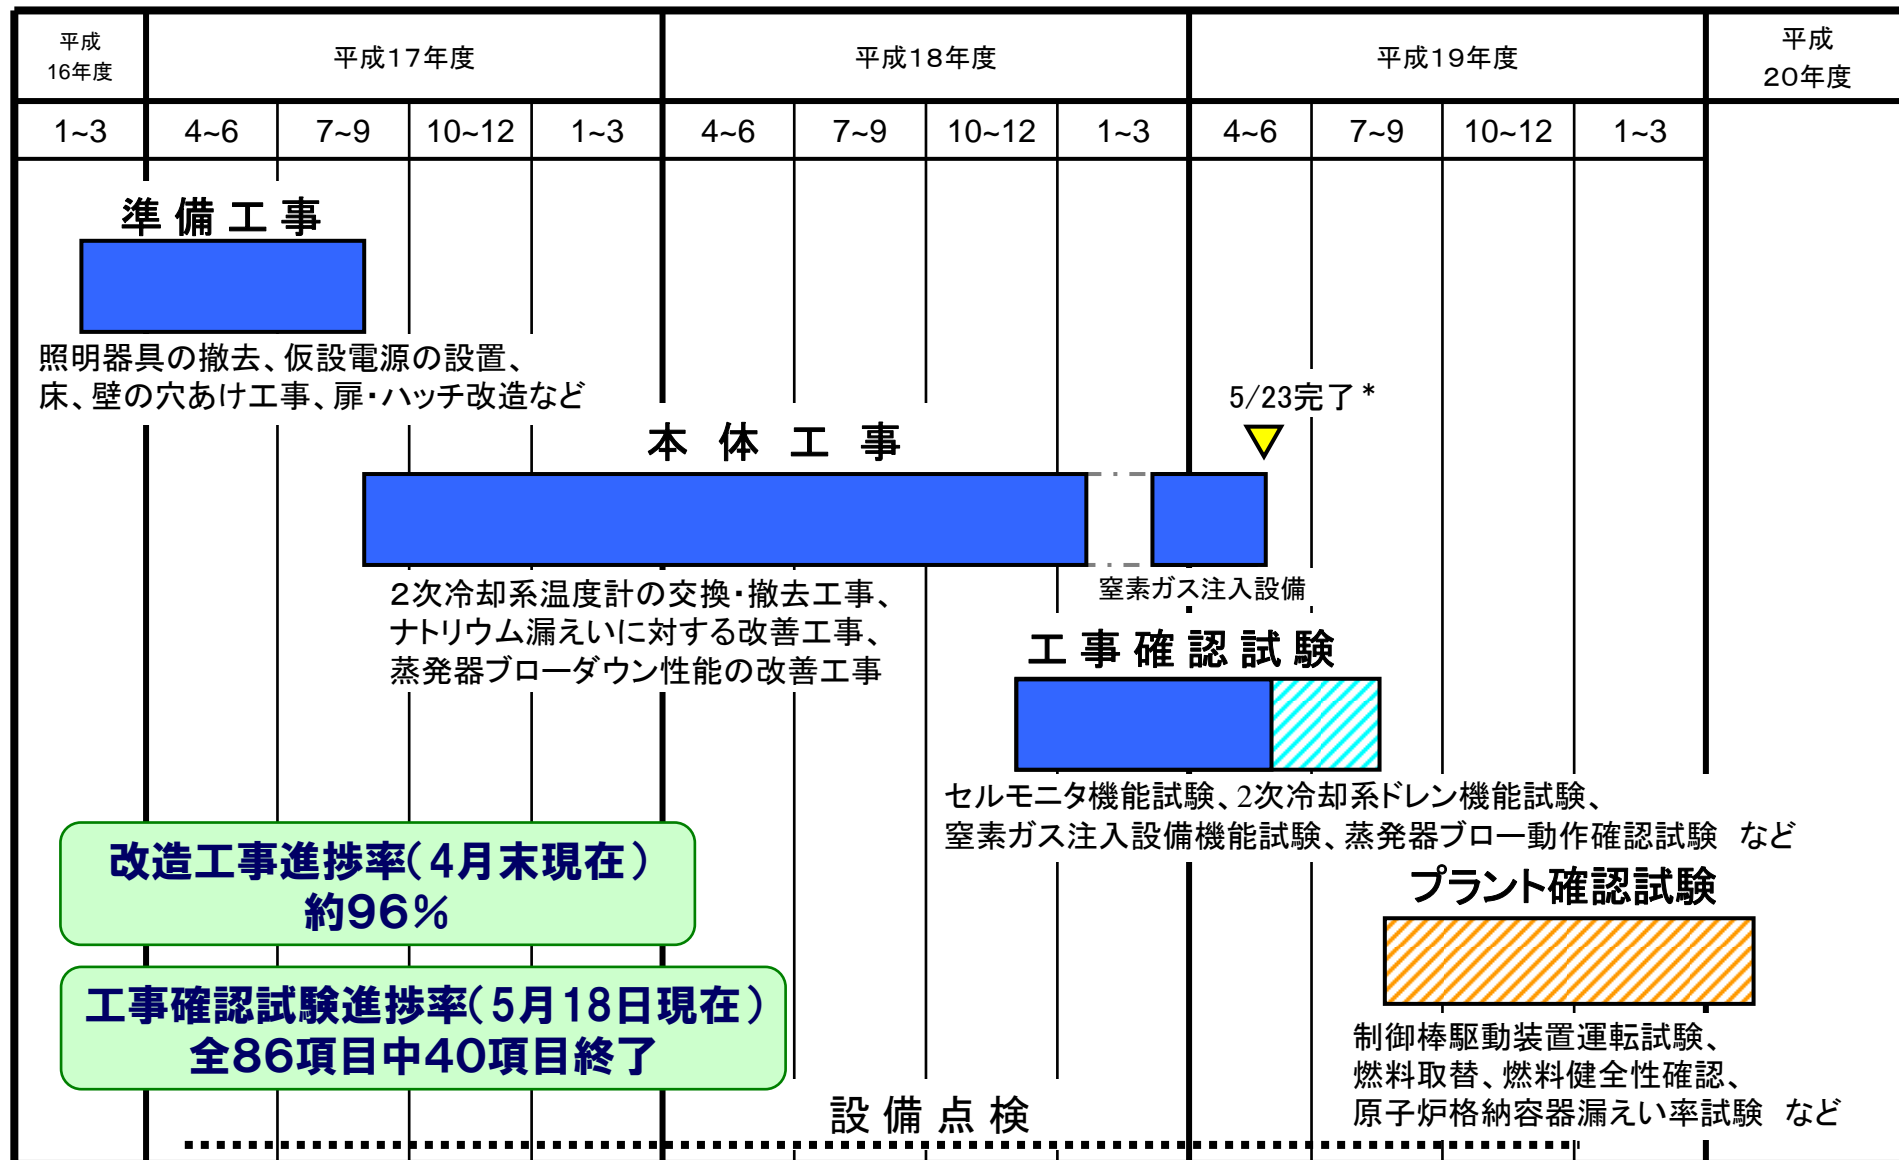 平成
16年度
平成17年度
平成18年度
平成19年度
平成
20年度
1~3
4~6
7~9
10~12
1~3
4~6
7~9
10~12
1~3
4~6
7~9
10~12
1~3
準備工事
照明器具の撤去、仮設電源の設置、
床、壁の穴あけ工事、扉・ハッチ改造など
5/23完了*
本体工事
2次冷却系温度計の交換・撤去工事、
ナトリウム漏えいに対する改善工事、
蒸発器ブローダウン性能の改善工事
窒素ガス注入設備
工事確認試験
セルモニタ機能試験、2次冷却系ドレン機能試験、
窒素ガス注入設備機能試験、蒸発器ブロー動作確認試験 など
改造工事進捗率(4月末現在)
約96%
プラント確認試験
工事確認試験進捗率(5月18日現在)
全86項目中40項目終了
制御棒駆動装置運転試験、
燃料取替、燃料健全性確認、
原子炉格納容器漏えい率試験 など
設備点検